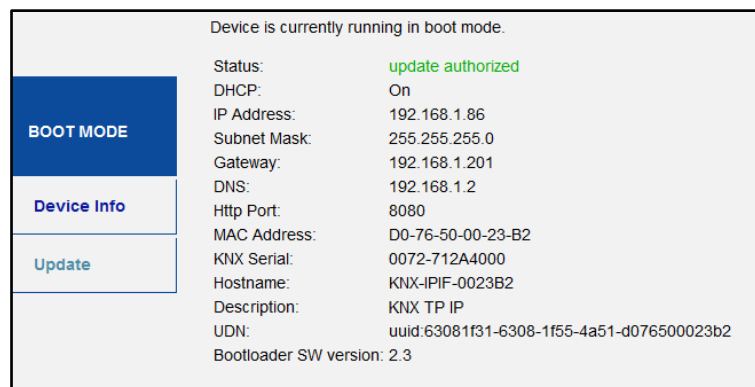 Device is currently running in boot mode.
BOOT MODE
Device Info
Update
Status: update authorized
DHCP: On
IP Address: 192.168.1.86
Subnet Mask: 255.255.255.0
Gateway: 192.168.1.201
DNS: 192.168.1.2
Http Port: 8080
MAC Address: D0-76-50-00-23-B2
KNX Serial: 0072-712A4000
Hostname: KNX-IPIF-0023B2
Description: KNX TP IP
UDN: uuid:63081f31-6308-1f55-4a51-d076500023b2
Bootloader SW version: 2.3